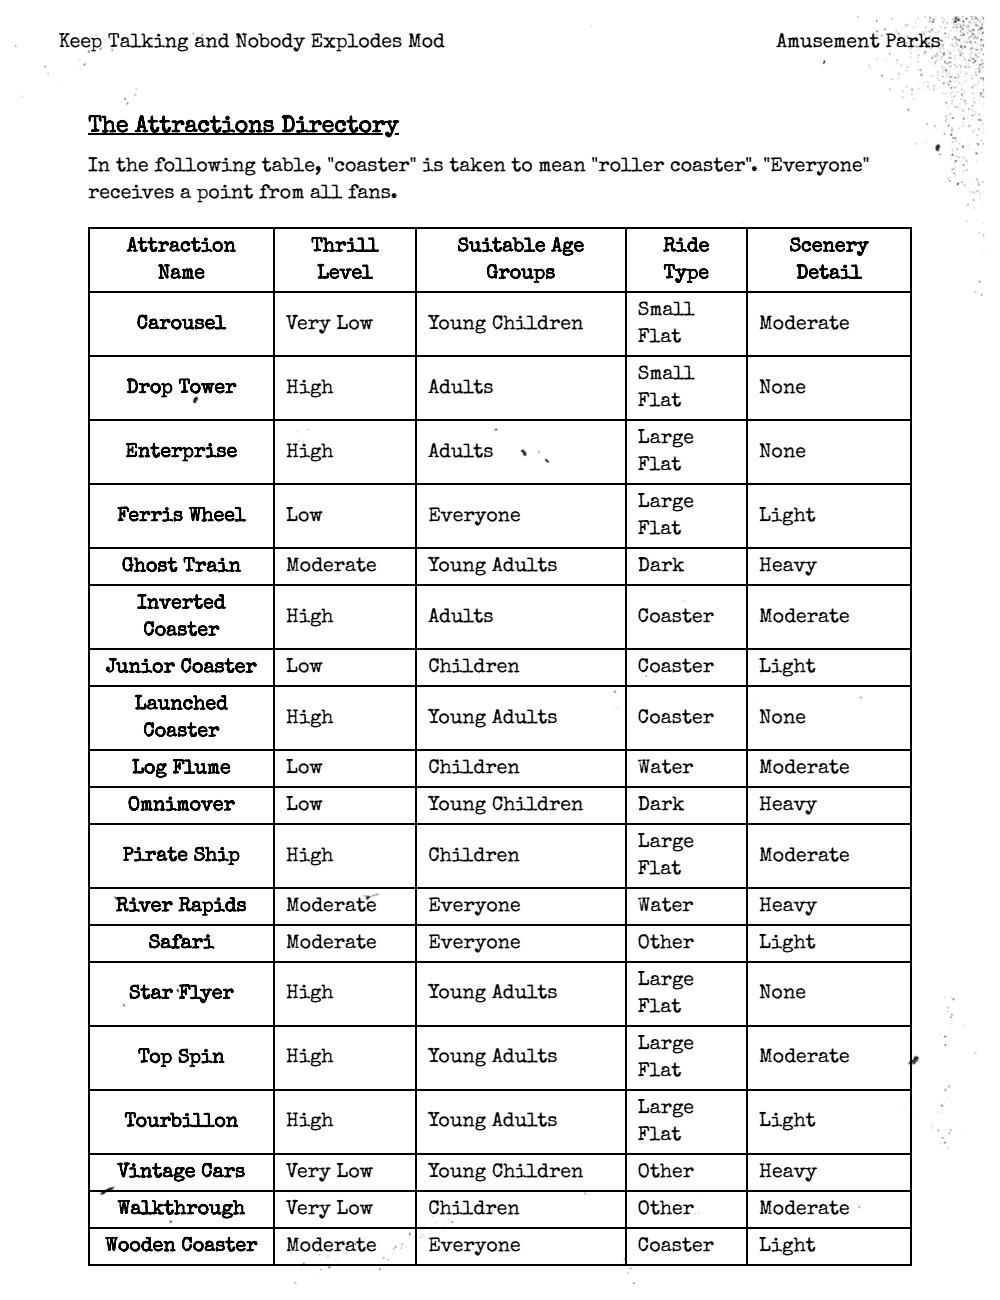 Keep Talking and Nobody Explodes Mod Amusement Parks
The Attractions Directory
In the following table, "coaster" is taken to mean "roller coaster". "Everyone"
receives a point from all fans.
Attraction Name Thrill Level Suitable Age Groups Ride Type Scenery Detail
Carousel Very Low Young Children Small Flat Moderate
Drop Tower High Adults Small Flat None
Enterprise High Adults Large Flat None
Ferris Wheel Low Everyone Large Flat Light
Ghost Train Moderate Young Adults Dark Heavy
Inverted Coaster High Adults Coaster Moderate
Junior Coaster Low Children Coaster Light
Launched Coaster High Young Adults Coaster None
Log Flume Low Children Water Moderate
Omnimover Low Young Children Dark Heavy
Pirate Ship High Children Large Flat Moderate
River Rapids Moderate Everyone Water Heavy
Safari Moderate Everyone Other Light
Star Flyer High Young Adults Large Flat None
Top Spin High Young Adults Large Flat Moderate
Tourbillon High Young Adults Large Flat Light
Vintage Cars Very Low Young Children Other Heavy
Walkthrough Very Low Children Other Moderate
Wooden Coaster Moderate Everyone Coaster Light